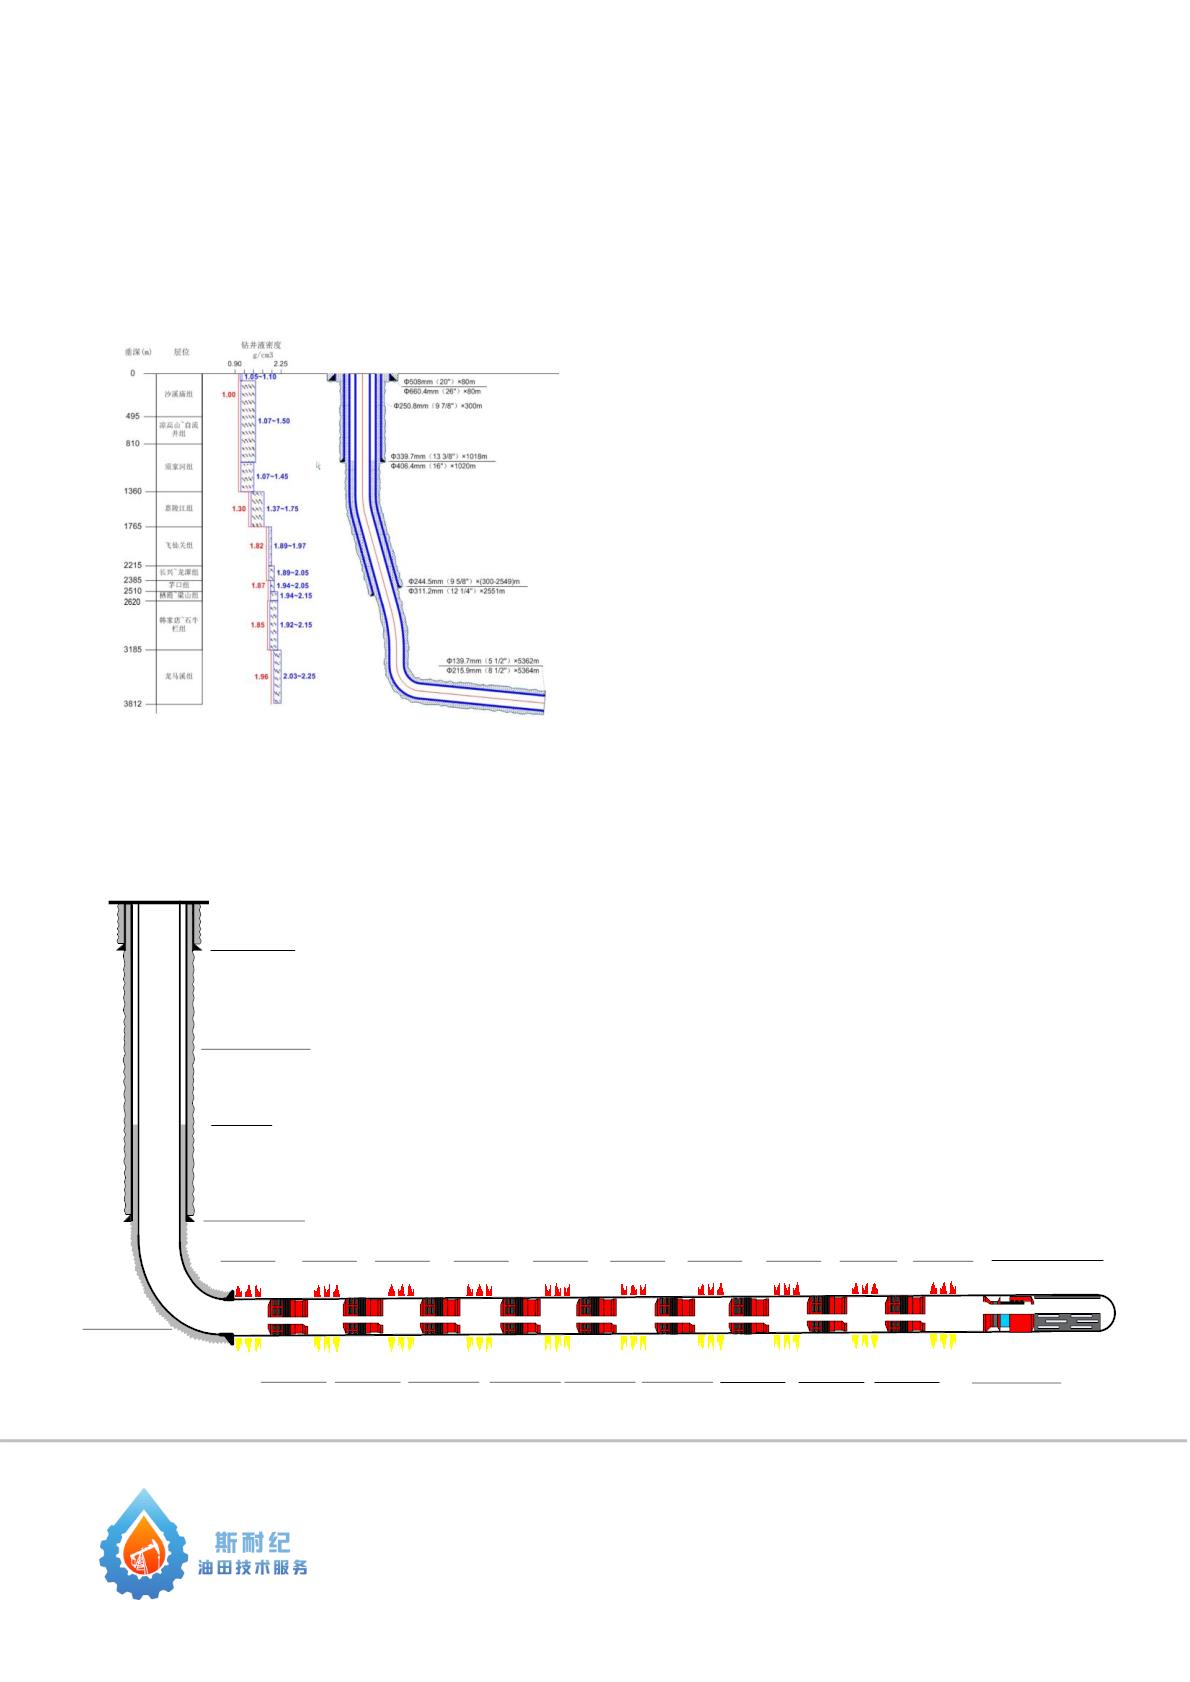 钻井液密度
g/cm3
垂深(m) 层位
0.90 2.25
0
495
810
1360
1765
2215
2385
2510
2620
3185
3812
沙溪庙组
凉高山~自流
井组
须家河组
嘉陵江组
飞仙关组
长兴~龙潭组
茅口组
栖霞~梁山组
韩家店~石牛
栏组
龙马溪组
1.00
1.30
1.82
1.87
1.85
1.96
1.05~1.10
1.07~1.50
1.07~1.45
1.37~1.75
1.89~1.97
1.89~2.05
1.94~2.05
1.94~2.15
1.92~2.15
2.03~2.25
Φ508mm（20"）×80m
Φ660.4mm（26"）×80m
Φ250.8mm（9 7/8"）×300m
Φ339.7mm（13 3/8"）×1018m
Φ406.4mm（16"）×1020m
Φ244.5mm（9 5/8"）×(300-2549)m
Φ311.2mm（12 1/4"）×2551m
Φ139.7mm（5 1/2"）×5362m
Φ215.9mm（8 1/2"）×5364m
斯耐纪
油田技术服务